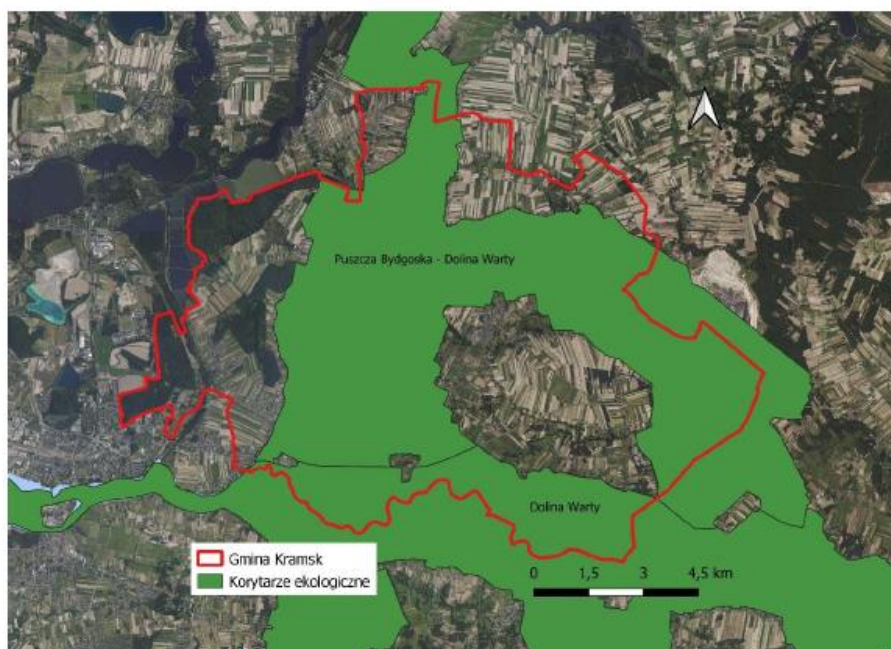 Puszcza Bydgoska - Dolina Warty
Dolina Warty
Gmina Kramsk
Korytarze ekologiczne
0 1,5 3 4,5 km